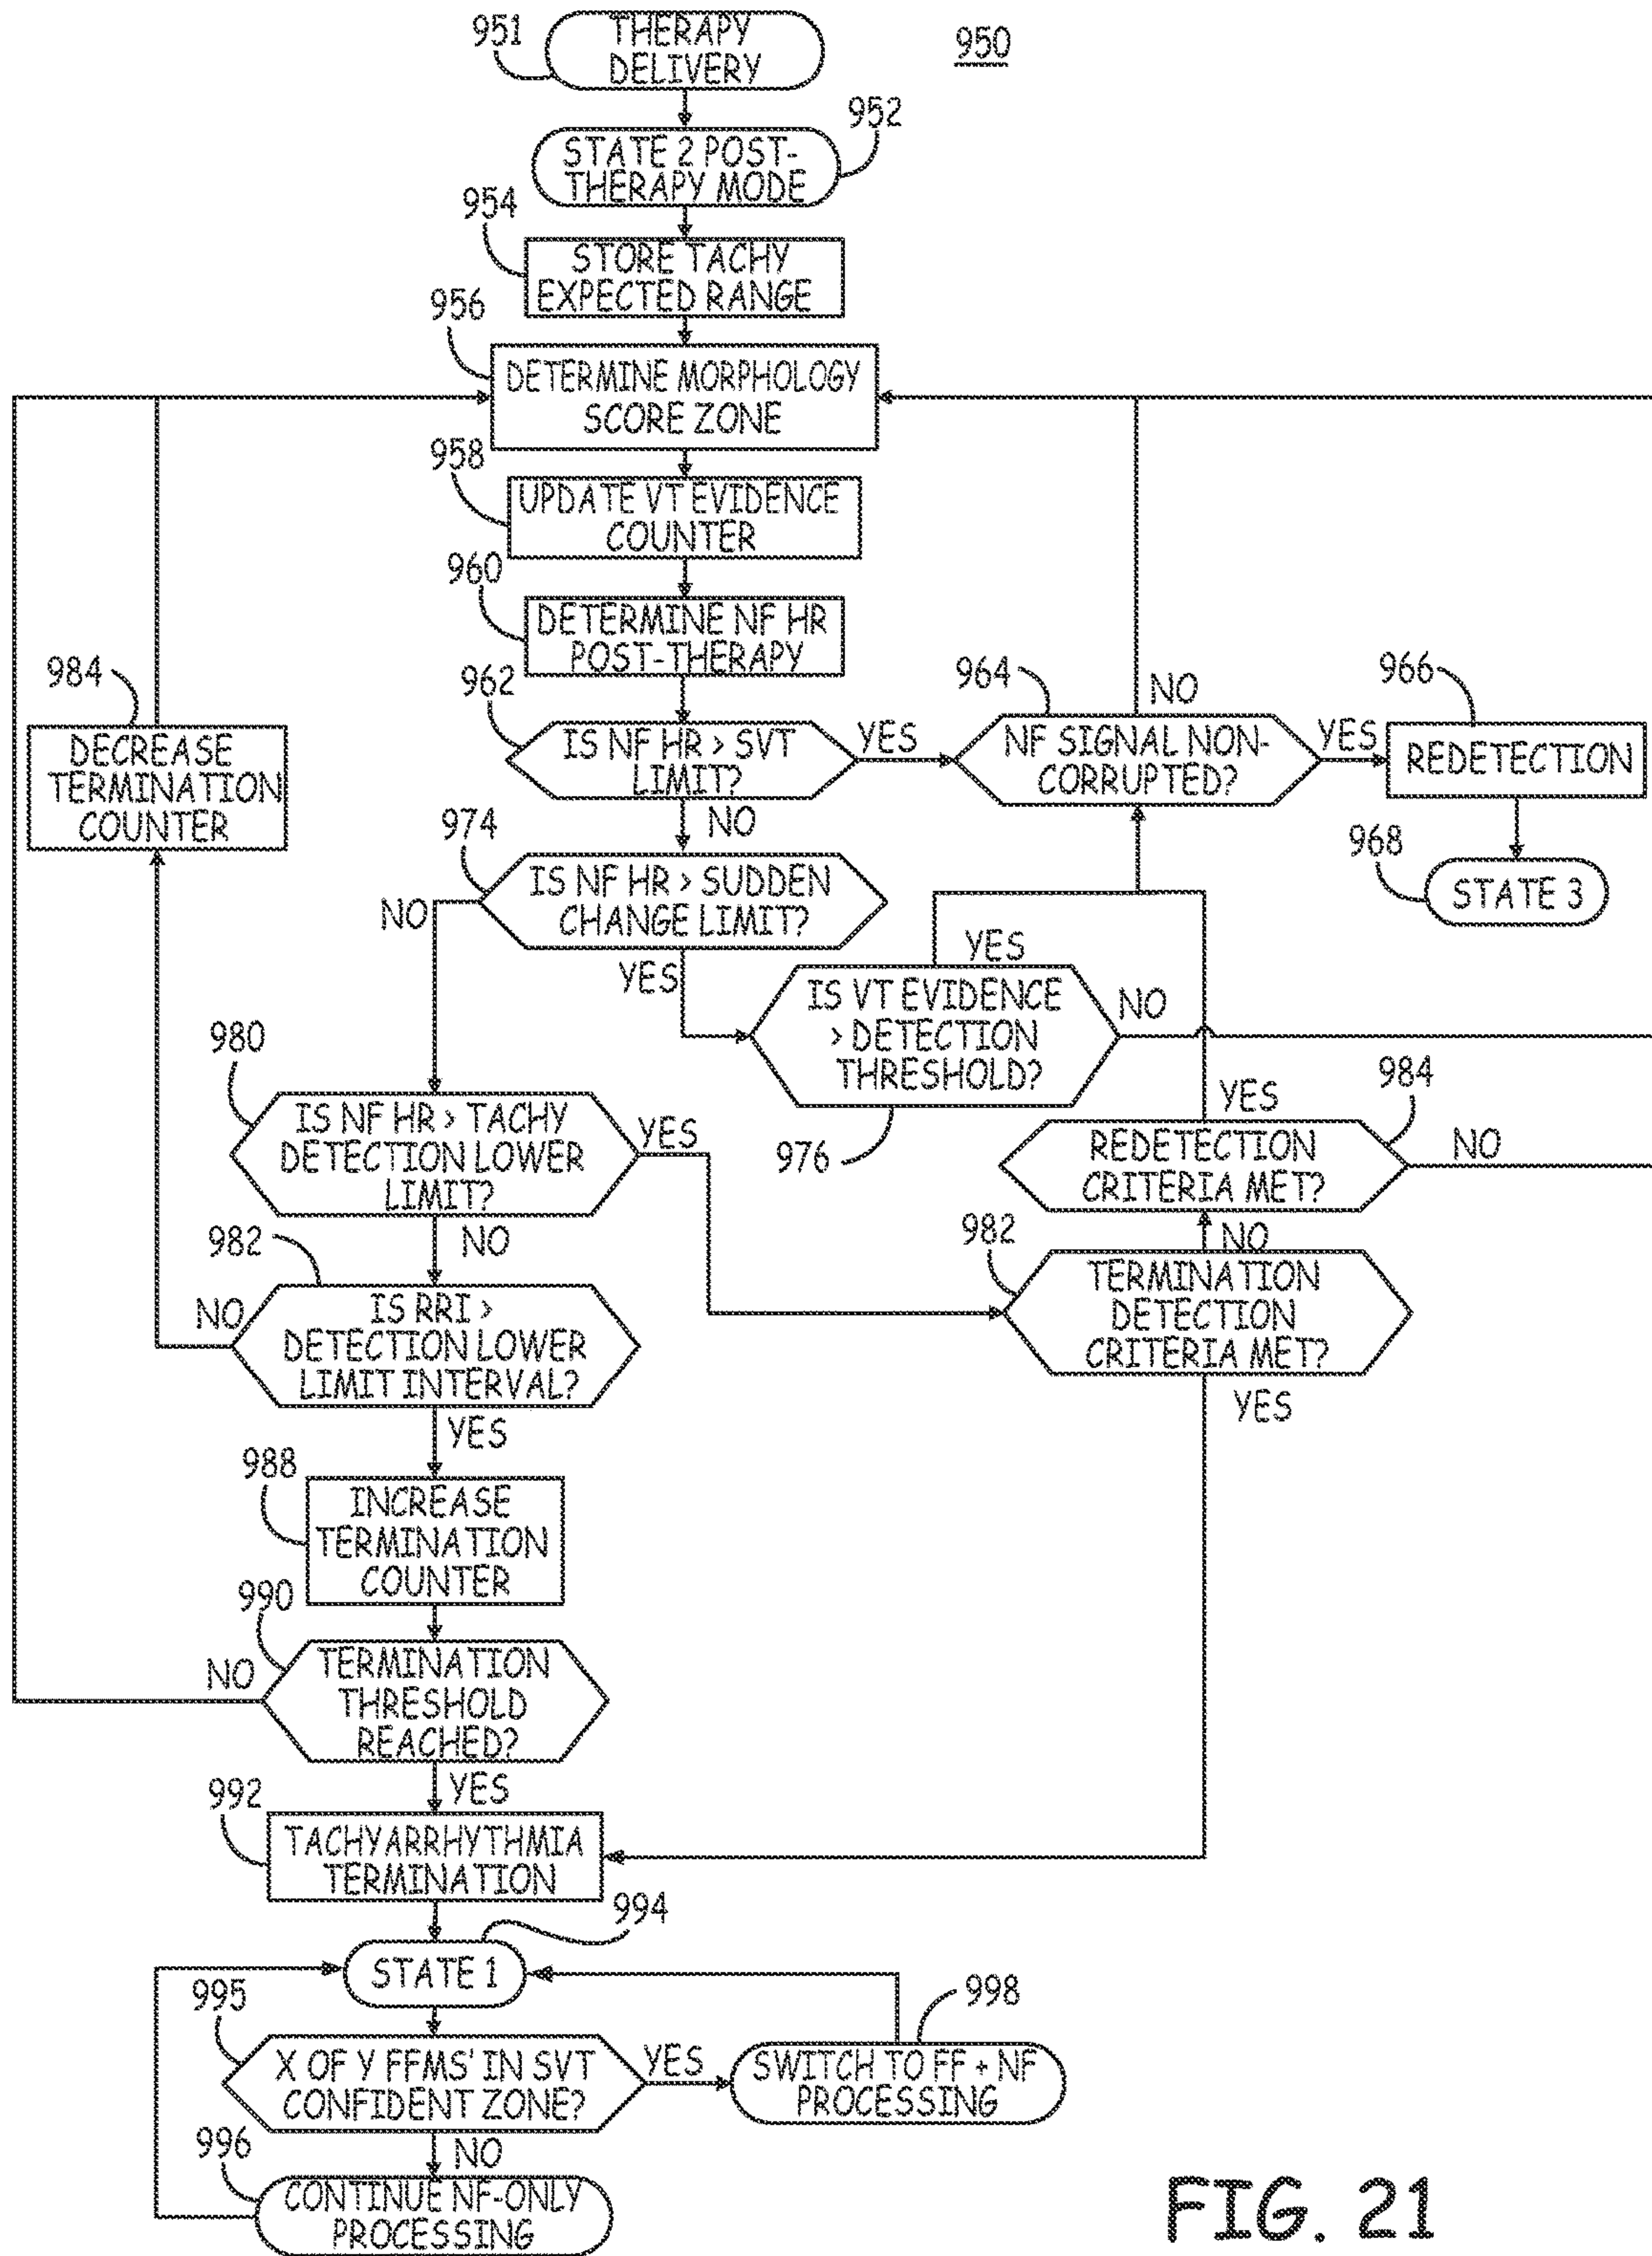 951
THERAPY
DELIVERY
950
952
STATE 2 POST-
THERAPY MODE
954
STORE TACHY
EXPECTED RANGE
956
DETERMINE MORPHOLOGY
SCORE ZONE
958
UPDATE VT EVIDENCE
COUNTER
960
DETERMINE NF HR
POST-THERAPY
984
DECREASE
TERMINATION
COUNTER
962
IS NF HR > SVT
LIMIT?
YES
NO
964
NF SIGNAL NON-
CORRUPTED?
NO
YES
966
REDETECTION
968
STATE 3
974
IS NF HR > SUDDEN
CHANGE LIMIT?
NO
YES
IS VT EVIDENCE
> DETECTION
THRESHOLD?
YES
NO
976
980
IS NF HR > TACHY
DETECTION LOWER
LIMIT?
YES
NO
984
REDETECTION
CRITERIA MET?
YES
NO
982
IS RRI >
DETECTION LOWER
LIMIT INTERVAL?
NO
YES
982
TERMINATION
DETECTION
CRITERIA MET?
NO
YES
988
INCREASE
TERMINATION
COUNTER
990
TERMINATION
THRESHOLD
REACHED?
NO
YES
992
TACHYARRHYTHMIA
TERMINATION
994
STATE 1
995
X OF Y FFMS' IN SVT
CONFIDENT ZONE?
YES
NO
998
SWITCH TO FF + NF
PROCESSING
996
CONTINUE NF-ONLY
PROCESSING
FIG. 21